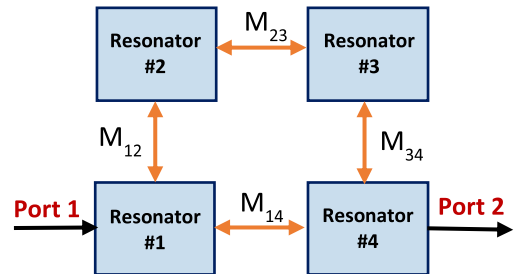 M23
Resonator
#2
Resonator
#3
M12
M34
Port 1
Resonator
#1
M14
Resonator
#4
Port 2